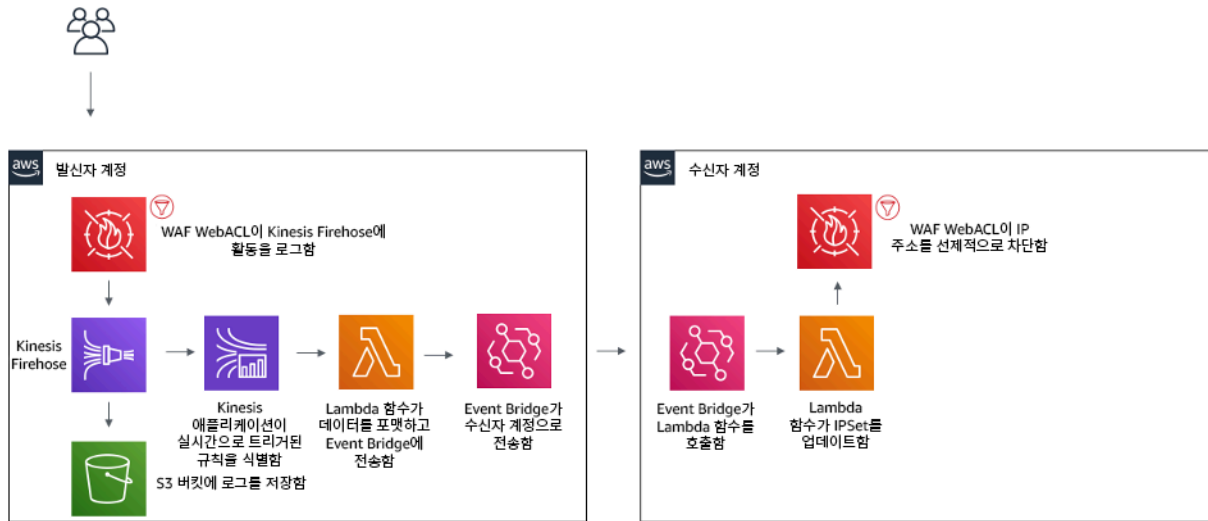 aws
발신자 계정
WAF WebACL이 Kinesis Firehose에
활동을 로그함
Kinesis
Firehose
Kinesis
애플리케이션이
실시간으로 트리거된
규칙을 식별함
Lambda 함수가
데이터를 포맷하고
Event Bridge에
전송함
Event Bridge가
수신자 계정으로
전송함
S3 버킷에 로그를 저장함
aws
수신자 계정
WAF WebACL이 IP
주소를 선제적으로 차단함
Event Bridge가
Lambda 함수를
호출함
Lambda
함수가 IPSet를
업데이트함